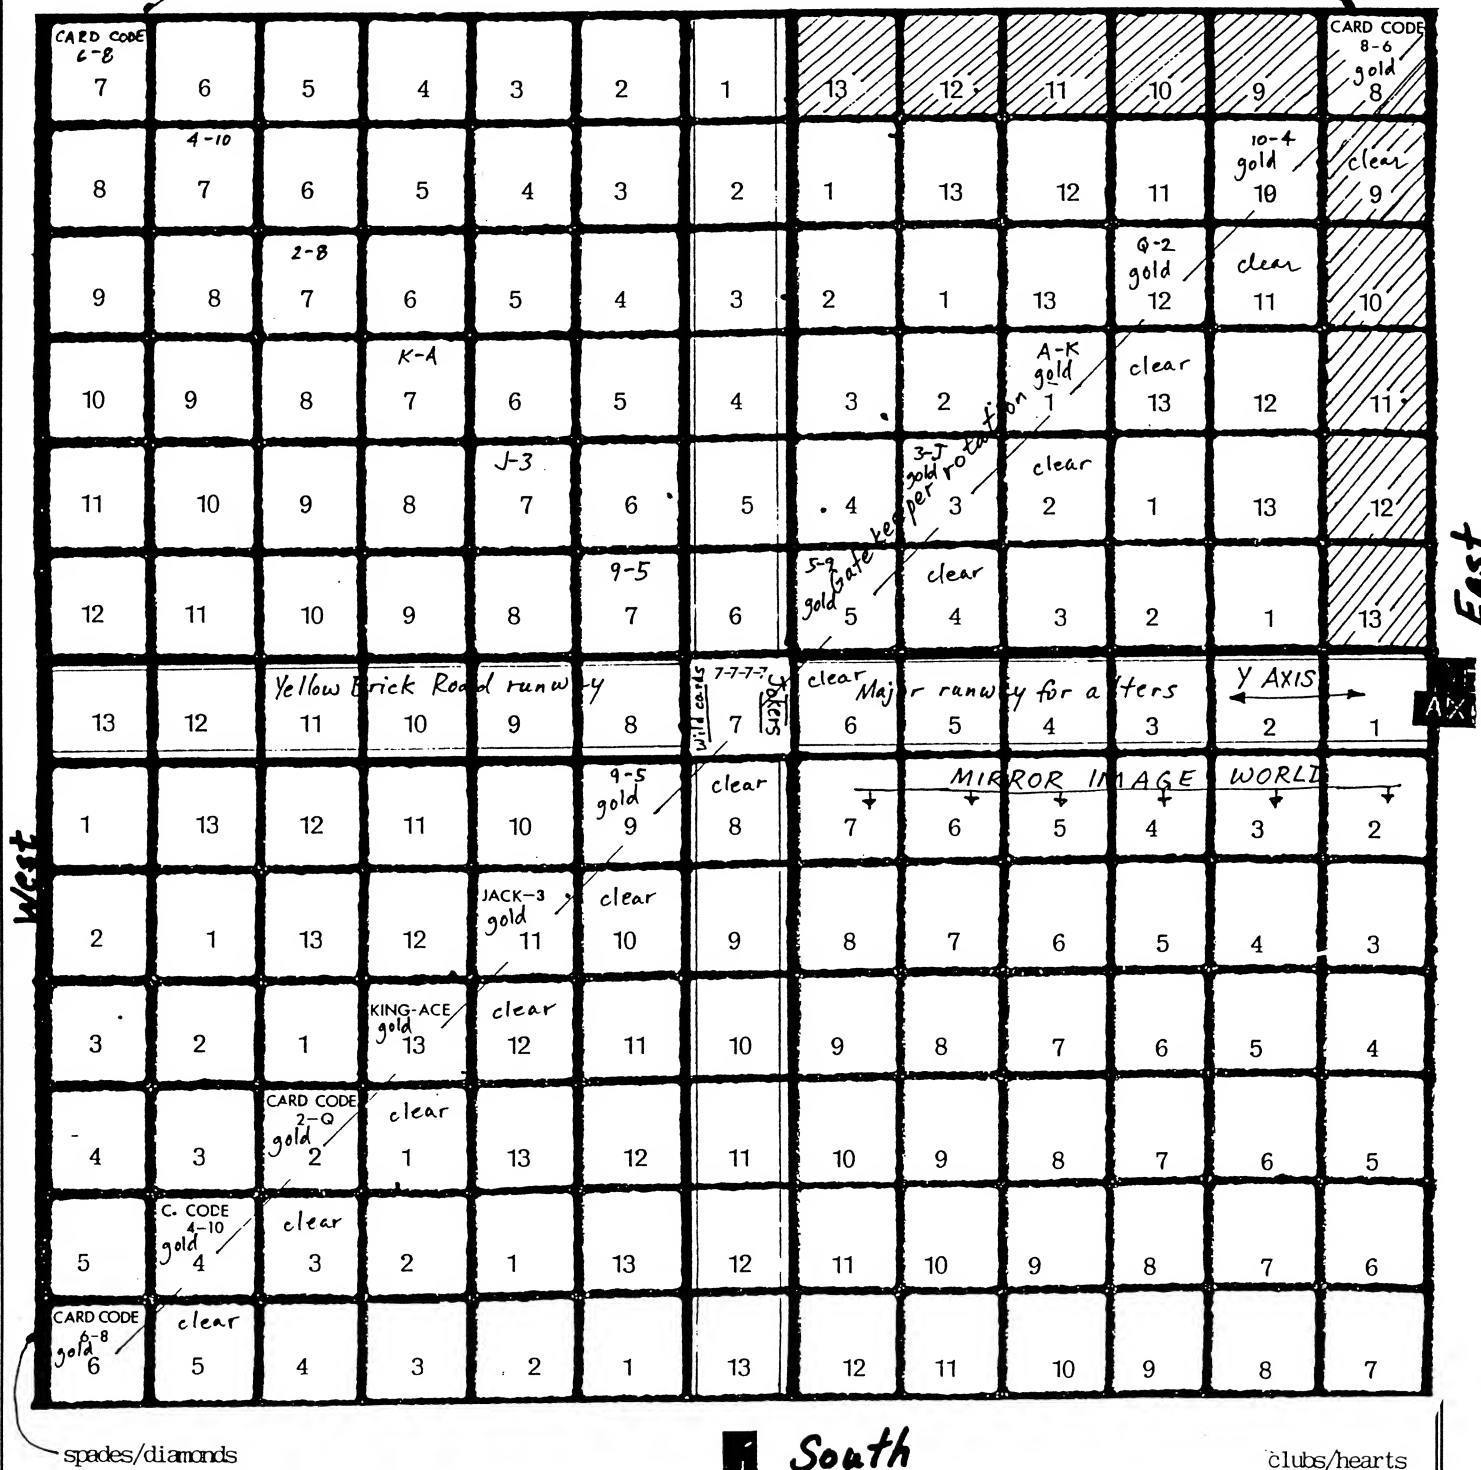 CARD CODE
6-8
7 6 5 4 3 2 1 13 12 11 10 9
CARD CODE
8-6
gold
8
4-10
10-4
gold
clear
8 7 6 5 4 3 2 1 13 12 11 10 9
2-8
Q-2
gold
clear
9 8 7 6 5 4 3 2 1 13 12 11 10
K-A
A-K
gold
clear
10 9 8 7 6 5 4 3 2 1 13 12 11
J-3
3-J
gold
clear
11 10 9 8 7 6 5 4 3 2 1 13 12
Gate keeper rotation
9-5
5-9
gold
clear
12 11 10 9 8 7 6 5 4 3 2 1 13
Yellow Brick Road runway
Wild cards
7-7-7-7
Jokers
clear
Major runway for alters
Y AXIS
13 12 11 10 9 8 7 6 5 4 3 2 1
9-5
gold
clear
MIRROR IMAGE WORLD
1 13 12 11 10 9 8 7 6 5 4 3 2
JACK-3
gold
clear
2 1 13 12 11 10 9 8 7 6 5 4 3
KING-ACE
gold
clear
3 2 1 13 12 11 10 9 8 7 6 5 4
CARD CODE
2-Q
gold
clear
4 3 2 1 13 12 11 10 9 8 7 6 5
C. CODE
4-10
gold
clear
5 4 3 2 1 13 12 11 10 9 8 7 6
CARD CODE
6-8
gold
clear
6 5 4 3 2 1 13 12 11 10 9 8 7
West
East
spades/diamonds
South
clubs/hearts